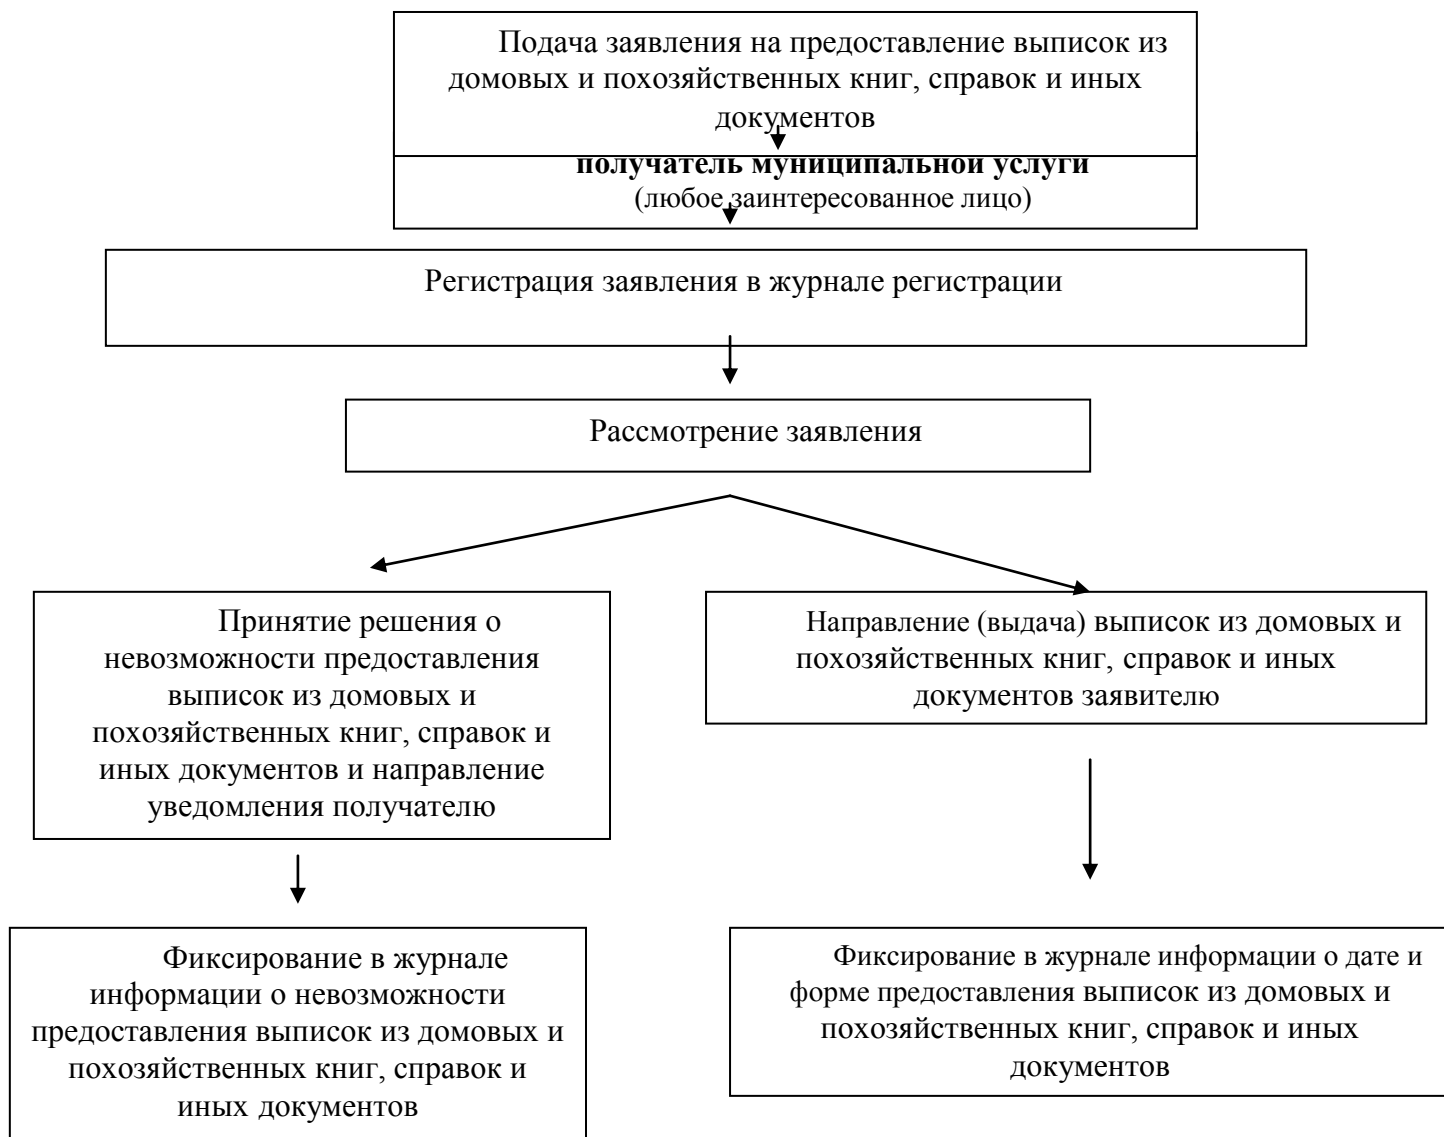 Подача заявления на предоставление выписок из
домовых и похозяйственных книг, справок и иных
документов
получатель муниципальной услуги
(любое заинтересованное лицо)
Регистрация заявления в журнале регистрации
Рассмотрение заявления
Принятие решения о
невозможности предоставления
выписок из домовых и
похозяйственных книг, справок и
иных документов и направление
уведомления получателю
Направление (выдача) выписок из домовых и
похозяйственных книг, справок и иных
документов заявителю
Фиксирование в журнале
информации о невозможности
предоставления выписок из домовых и
похозяйственных книг, справок и
иных документов
Фиксирование в журнале информации о дате и
форме предоставления выписок из домовых и
похозяйственных книг, справок и иных
документов